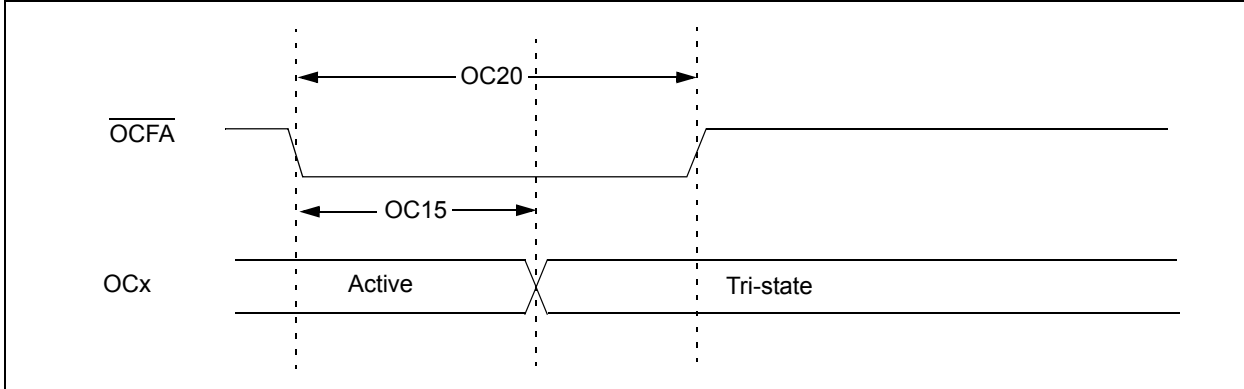 OC20
OCFA
OC15
OCx
Active
Tri-state